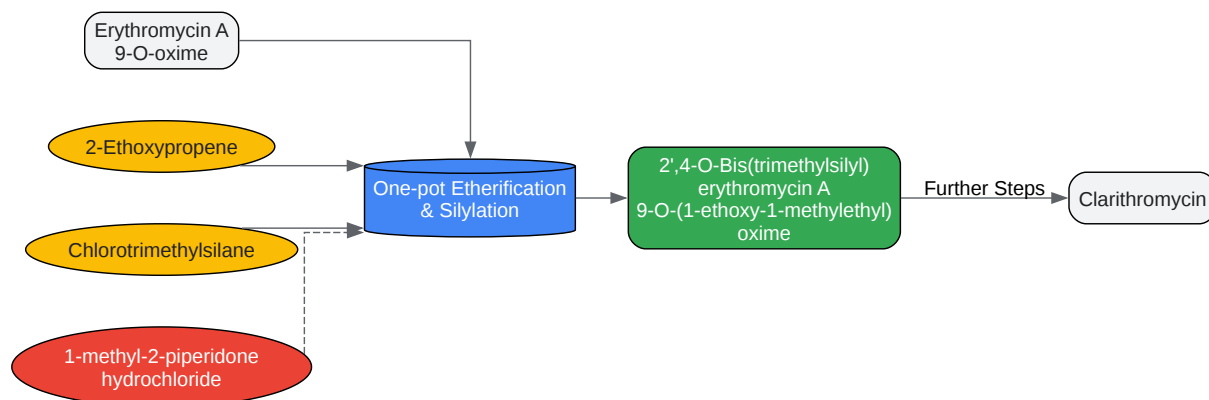 Erythromycin A
9-O-oxime
2-Ethoxypropene
Chlorotrimethylsilane
1-methyl-2-piperidone
hydrochloride
One-pot Etherification
& Silylation
2',4-O-Bis(trimethylsilyl)
erythromycin A
9-O-(1-ethoxy-1-methylethyl)
oxime
Further Steps
Clarithromycin